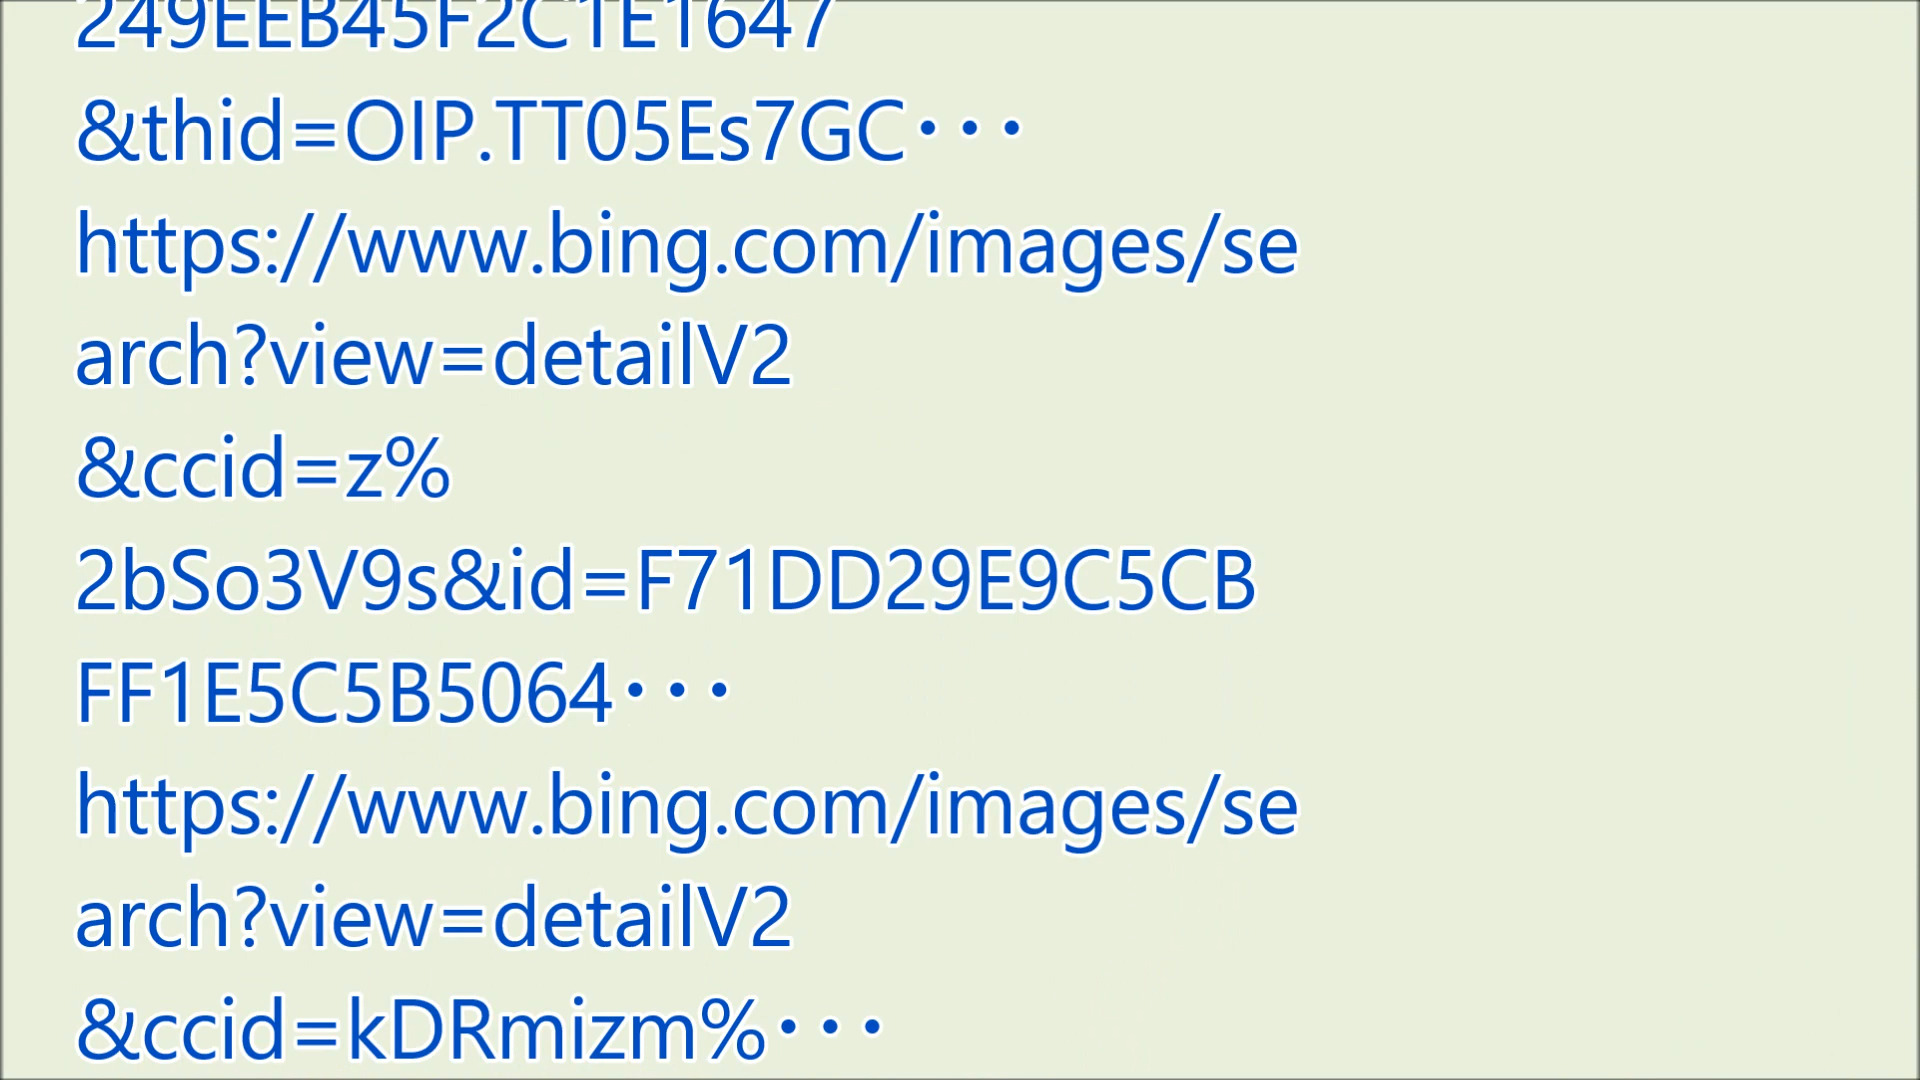 249EEB45F2C1E1647
&thid=OIP.TT05Es7GC･･･
https://www.bing.com/images/se
arch?view=detailV2
&ccid=z%
2bSo3V9s&id=F71DD29E9C5CB
FF1E5C5B5064･･･
https://www.bing.com/images/se
arch?view=detailV2
&ccid=kDRmizm%･･･